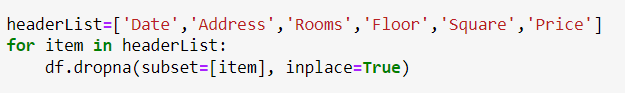 headerList=['Date','Address','Rooms','Floor','Square','Price']
for item in headerList:
    df.dropna(subset=[item], inplace=True)